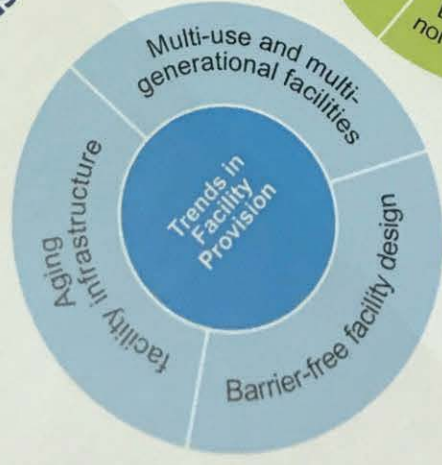 Multi-use and multi-
generational facilities
Trends in
Facility
Provision
Aging
facility infrastructure
Barrier-free facility design